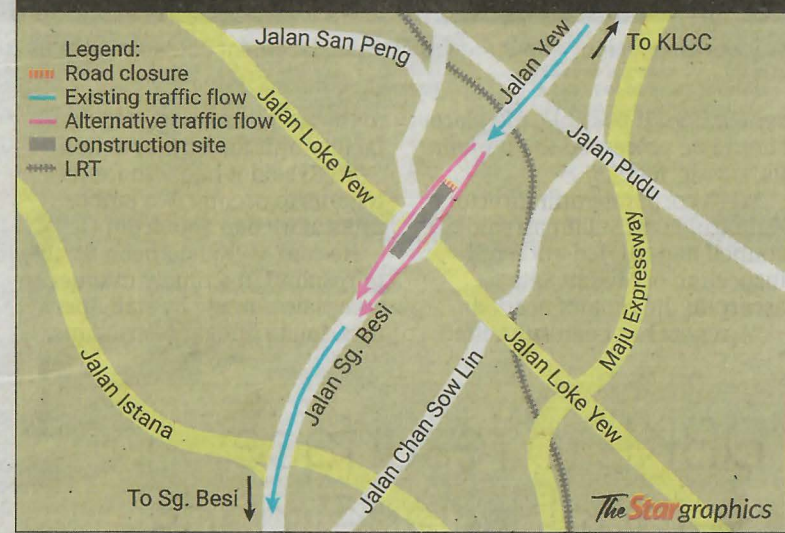 Legend:
Road closure
Existing traffic flow
Alternative traffic flow
Construction site
LRT
Jalan San Peng
Jalan Yew
To KLCC
Jalan Loke Yew
Jalan Pudu
Maju Expressway
Jalan Sg. Besi
Jalan Loke Yew
Jalan Istana
Jalan Chan Sow Lin
To Sg. Besi
TheStargraphics